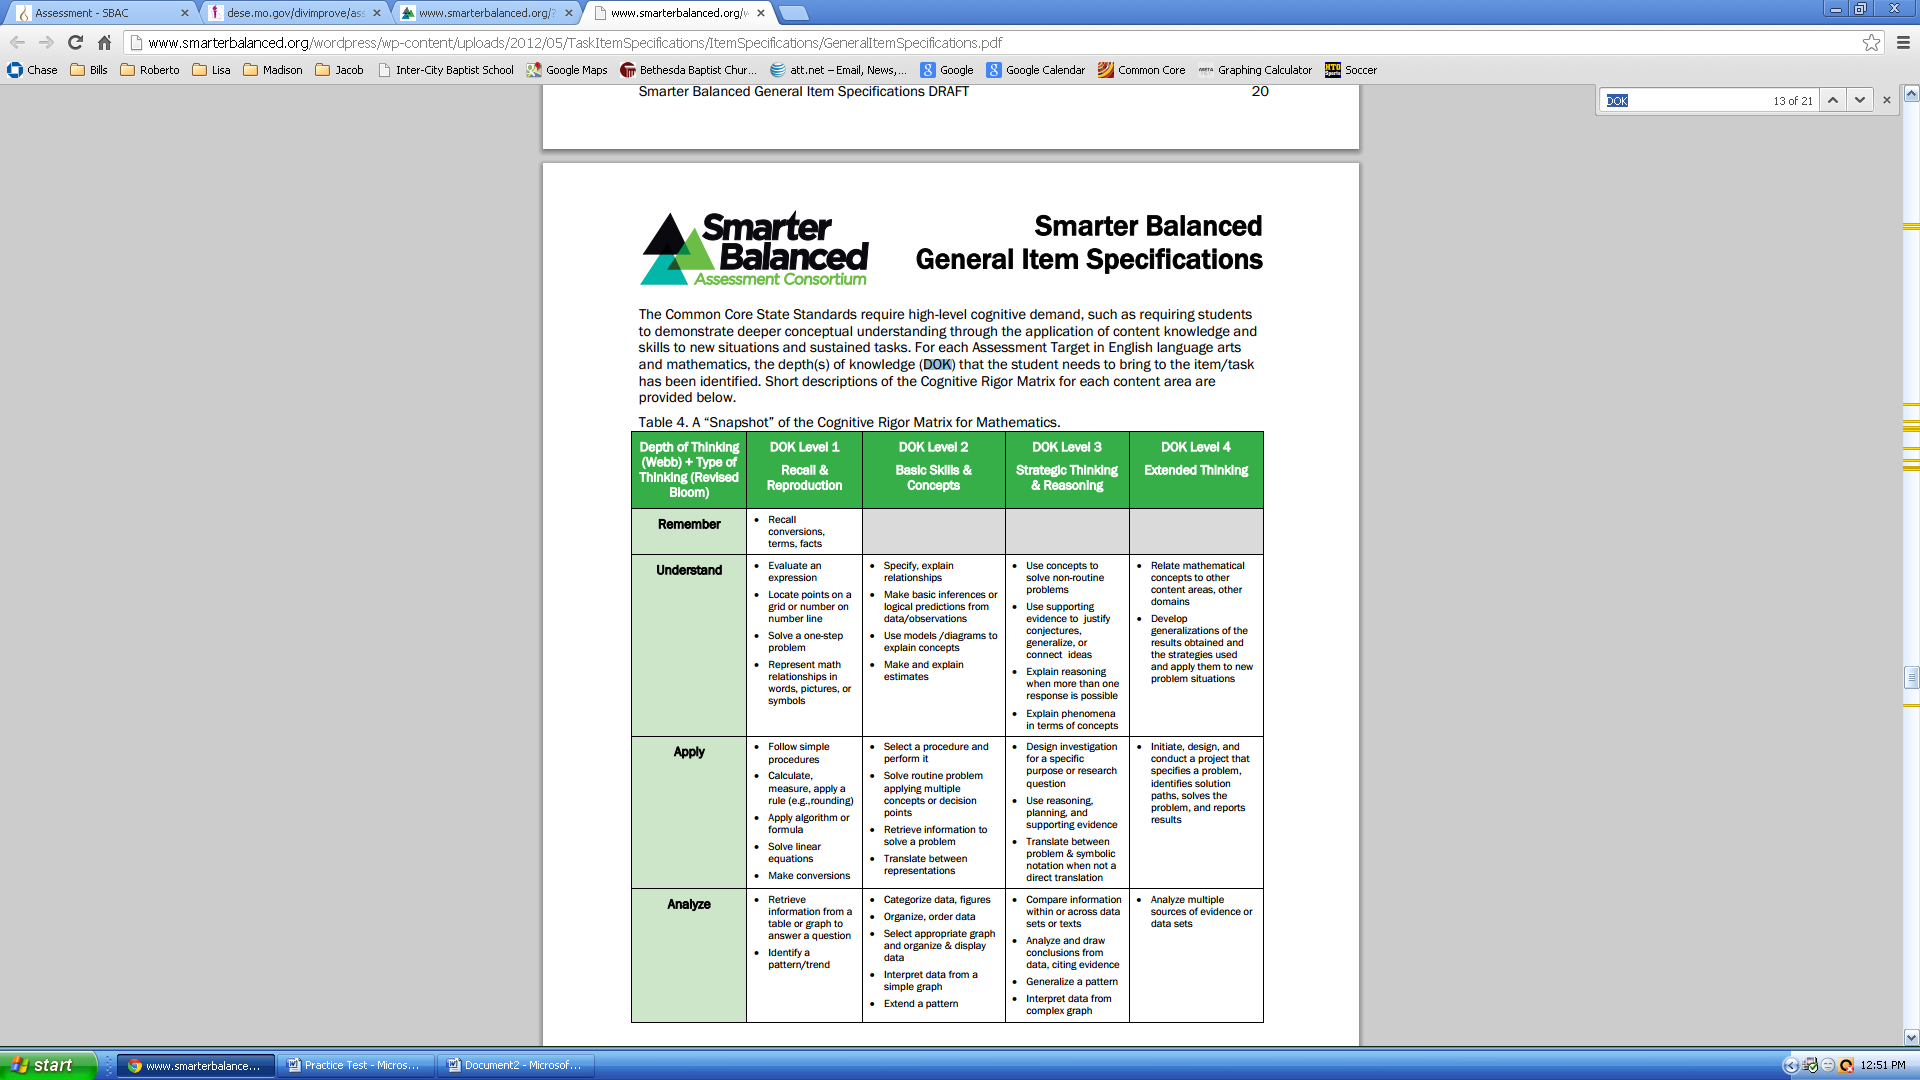 Assessment - SBAC
dese.mo.gov/divimprove/as
www.smarterbalanced.org/?
www.smarterbalanced.org/w
www.smarterbalanced.org/wordpress/wp-content/uploads/2012/05/TaskItemSpecifications/ItemSpecifications/GeneralItemSpecifications.pdf
Chase Bills Roberto Lisa Madison Jacob Inter-City Baptist School Google Maps Bethesda Baptist Chur... att.net – Email, News,... Google Google Calendar Common Core Graphing Calculator Soccer
DOK 13 of 21
Smarter Balanced General Item Specifications DRAFT 20
Smarter
Balanced
Assessment Consortium
Smarter Balanced
General Item Specifications
The Common Core State Standards require high-level cognitive demand, such as requiring students
to demonstrate deeper conceptual understanding through the application of content knowledge and
skills to new situations and sustained tasks. For each Assessment Target in English language arts
and mathematics, the depth(s) of knowledge (DOK) that the student needs to bring to the item/task
has been identified. Short descriptions of the Cognitive Rigor Matrix for each content area are
provided below.
Table 4. A “Snapshot” of the Cognitive Rigor Matrix for Mathematics.
Depth of Thinking
(Webb) + Type of
Thinking (Revised
Bloom)
DOK Level 1
Recall &
Reproduction
DOK Level 2
Basic Skills &
Concepts
DOK Level 3
Strategic Thinking
& Reasoning
DOK Level 4
Extended Thinking
Remember
• Recall
conversions,
terms, facts
Understand
• Evaluate an
expression
• Locate points on a
grid or number on
number line
• Solve a one-step
problem
• Represent math
relationships in
words, pictures, or
symbols
• Specify, explain
relationships
• Make basic inferences or
logical predictions from
data/observations
• Use models /diagrams to
explain concepts
• Make and explain
estimates
• Use concepts to
solve non-routine
problems
• Use supporting
evidence to justify
conjectures,
generalize, or
connect ideas
• Explain reasoning
when more than one
response is possible
• Explain phenomena
in terms of concepts
• Relate mathematical
concepts to other
content areas, other
domains
• Develop
generalizations of the
results obtained and
the strategies used
and apply them to new
problem situations
Apply
• Follow simple
procedures
• Calculate,
measure, apply a
rule (e.g.,rounding)
• Apply algorithm or
formula
• Solve linear
equations
• Make conversions
• Select a procedure and
perform it
• Solve routine problem
applying multiple
concepts or decision
points
• Retrieve information to
solve a problem
• Translate between
representations
• Design investigation
for a specific
purpose or research
question
• Use reasoning,
planning, and
supporting evidence
• Translate between
problem & symbolic
notation when not a
direct translation
• Initiate, design, and
conduct a project that
specifies a problem,
identifies solution
paths, solves the
problem, and reports
results
Analyze
• Retrieve
information from a
table or graph to
answer a question
• Identify a
pattern/trend
• Categorize data, figures
• Organize, order data
• Select appropriate graph
and organize & display
data
• Interpret data from a
simple graph
• Extend a pattern
• Compare information
within or across data
sets or texts
• Analyze and draw
conclusions from
data, citing evidence
• Generalize a pattern
• Interpret data from
complex graph
• Analyze multiple
sources of evidence or
data sets
start
www.smarterbalance...
Practice Test - Micros...
Document2 - Microsof...
12:51 PM